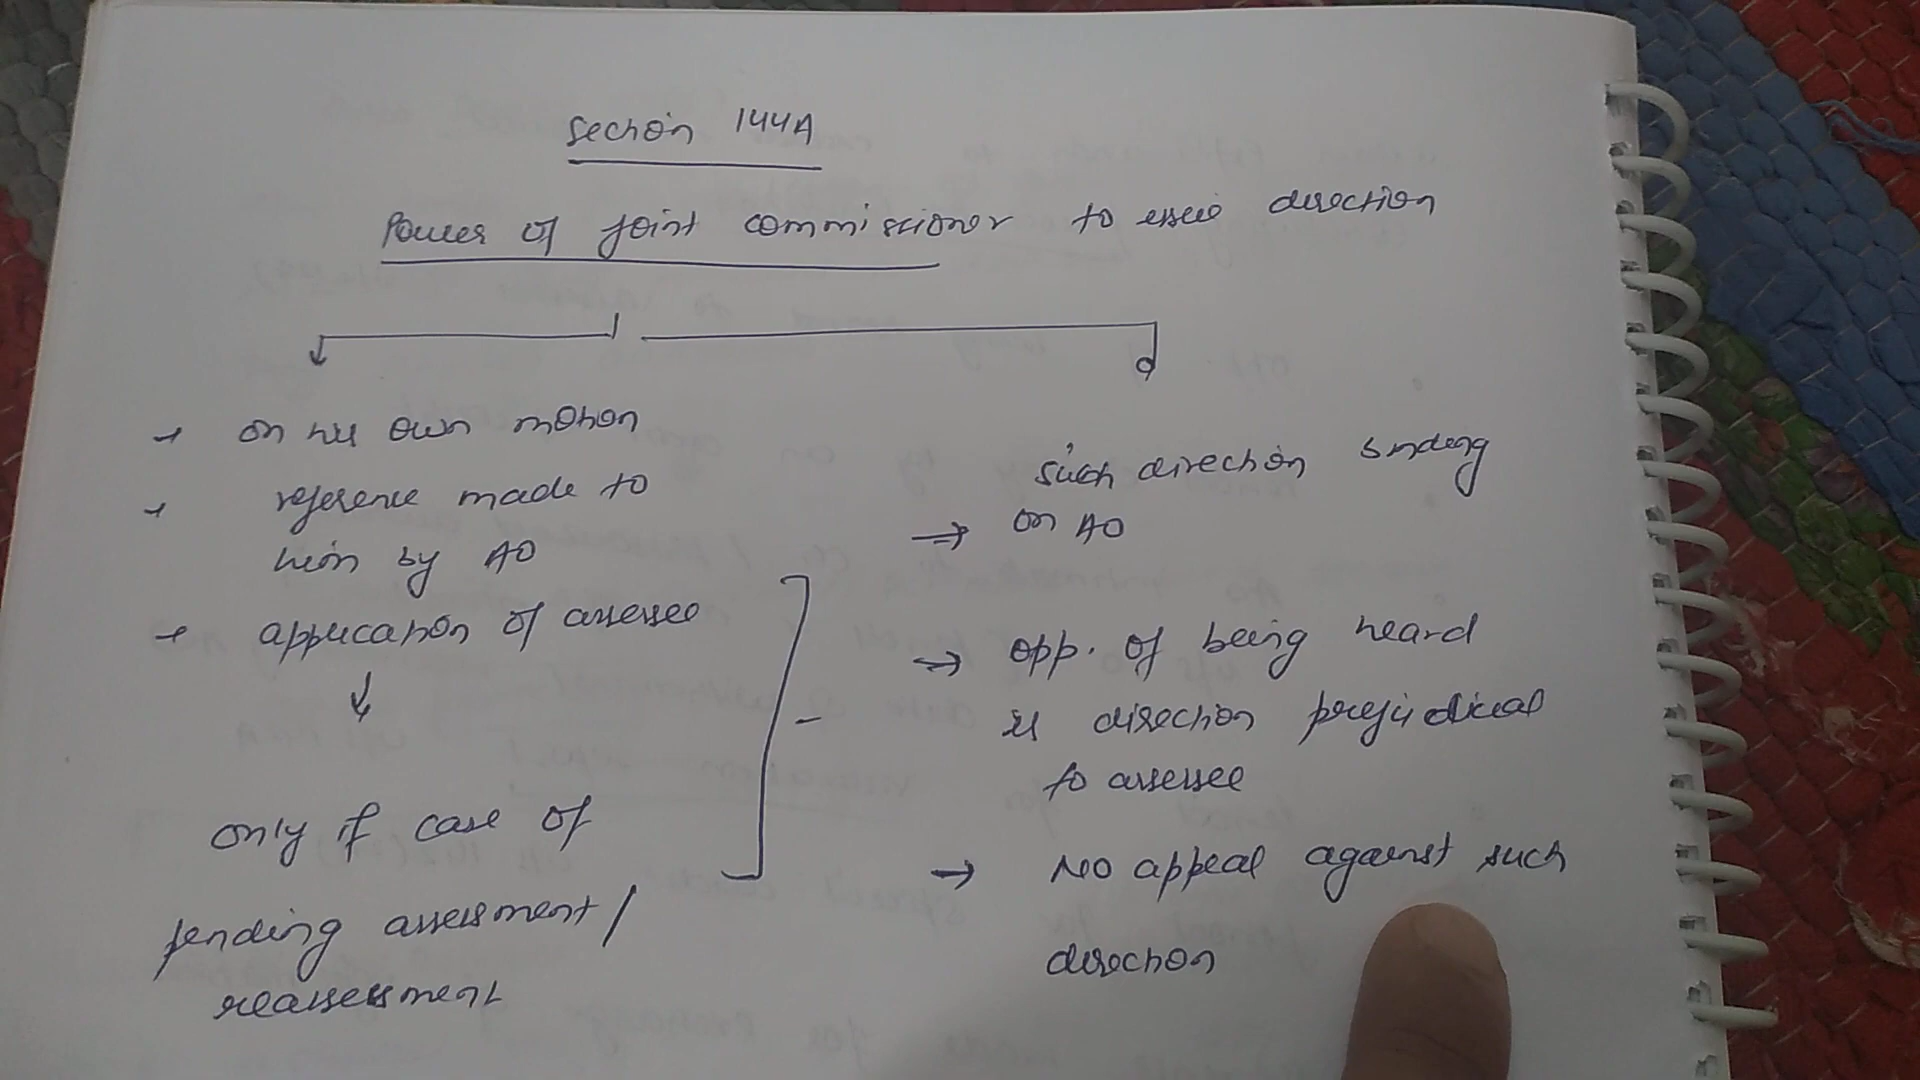 Section 144A
Power of Joint commissioner to issue direction
on his own motion
reference made to
him by AO
application of assessee
only if case of
pending assessment/
reassessment
such direction binding
on AO
opp. of being heard
if direction prejudicial
to assessee
No appeal against such
direction